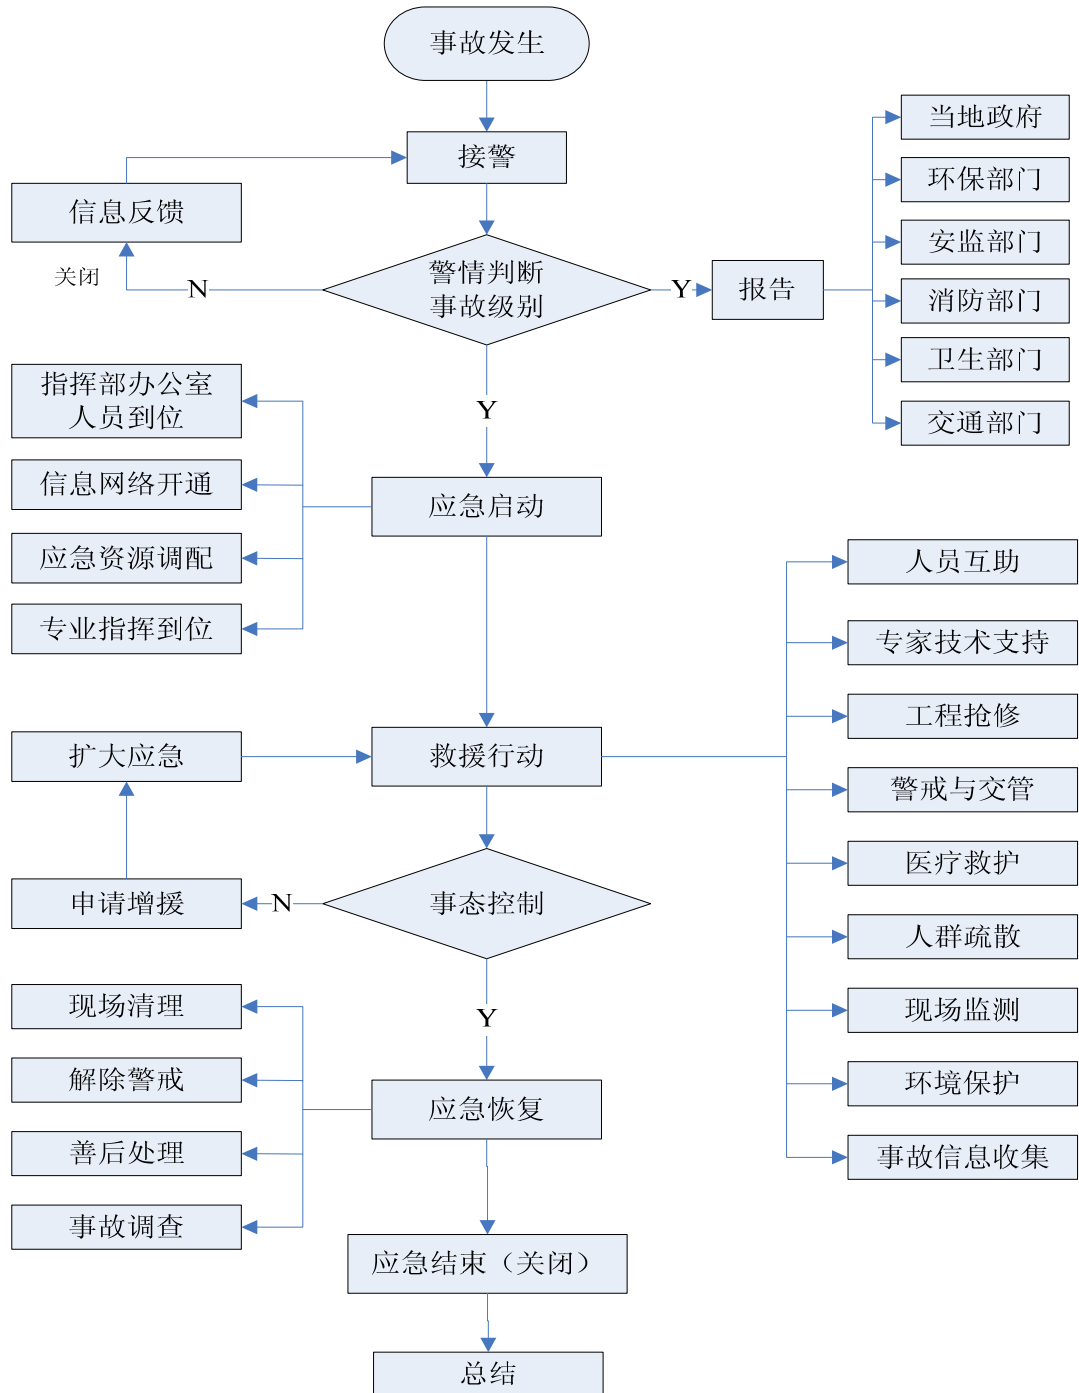 事故发生
接警
信息反馈
关闭
N
警情判断
事故级别
Y
报告
当地政府
环保部门
安监部门
消防部门
卫生部门
交通部门
Y
指挥部办公室
人员到位
信息网络开通
应急资源调配
专业指挥到位
应急启动
人员互助
专家技术支持
工程抢修
警戒与交管
医疗救护
人群疏散
现场监测
环境保护
事故信息收集
扩大应急
救援行动
申请增援
N
事态控制
Y
现场清理
解除警戒
善后处理
事故调查
应急恢复
应急结束（关闭）
总结